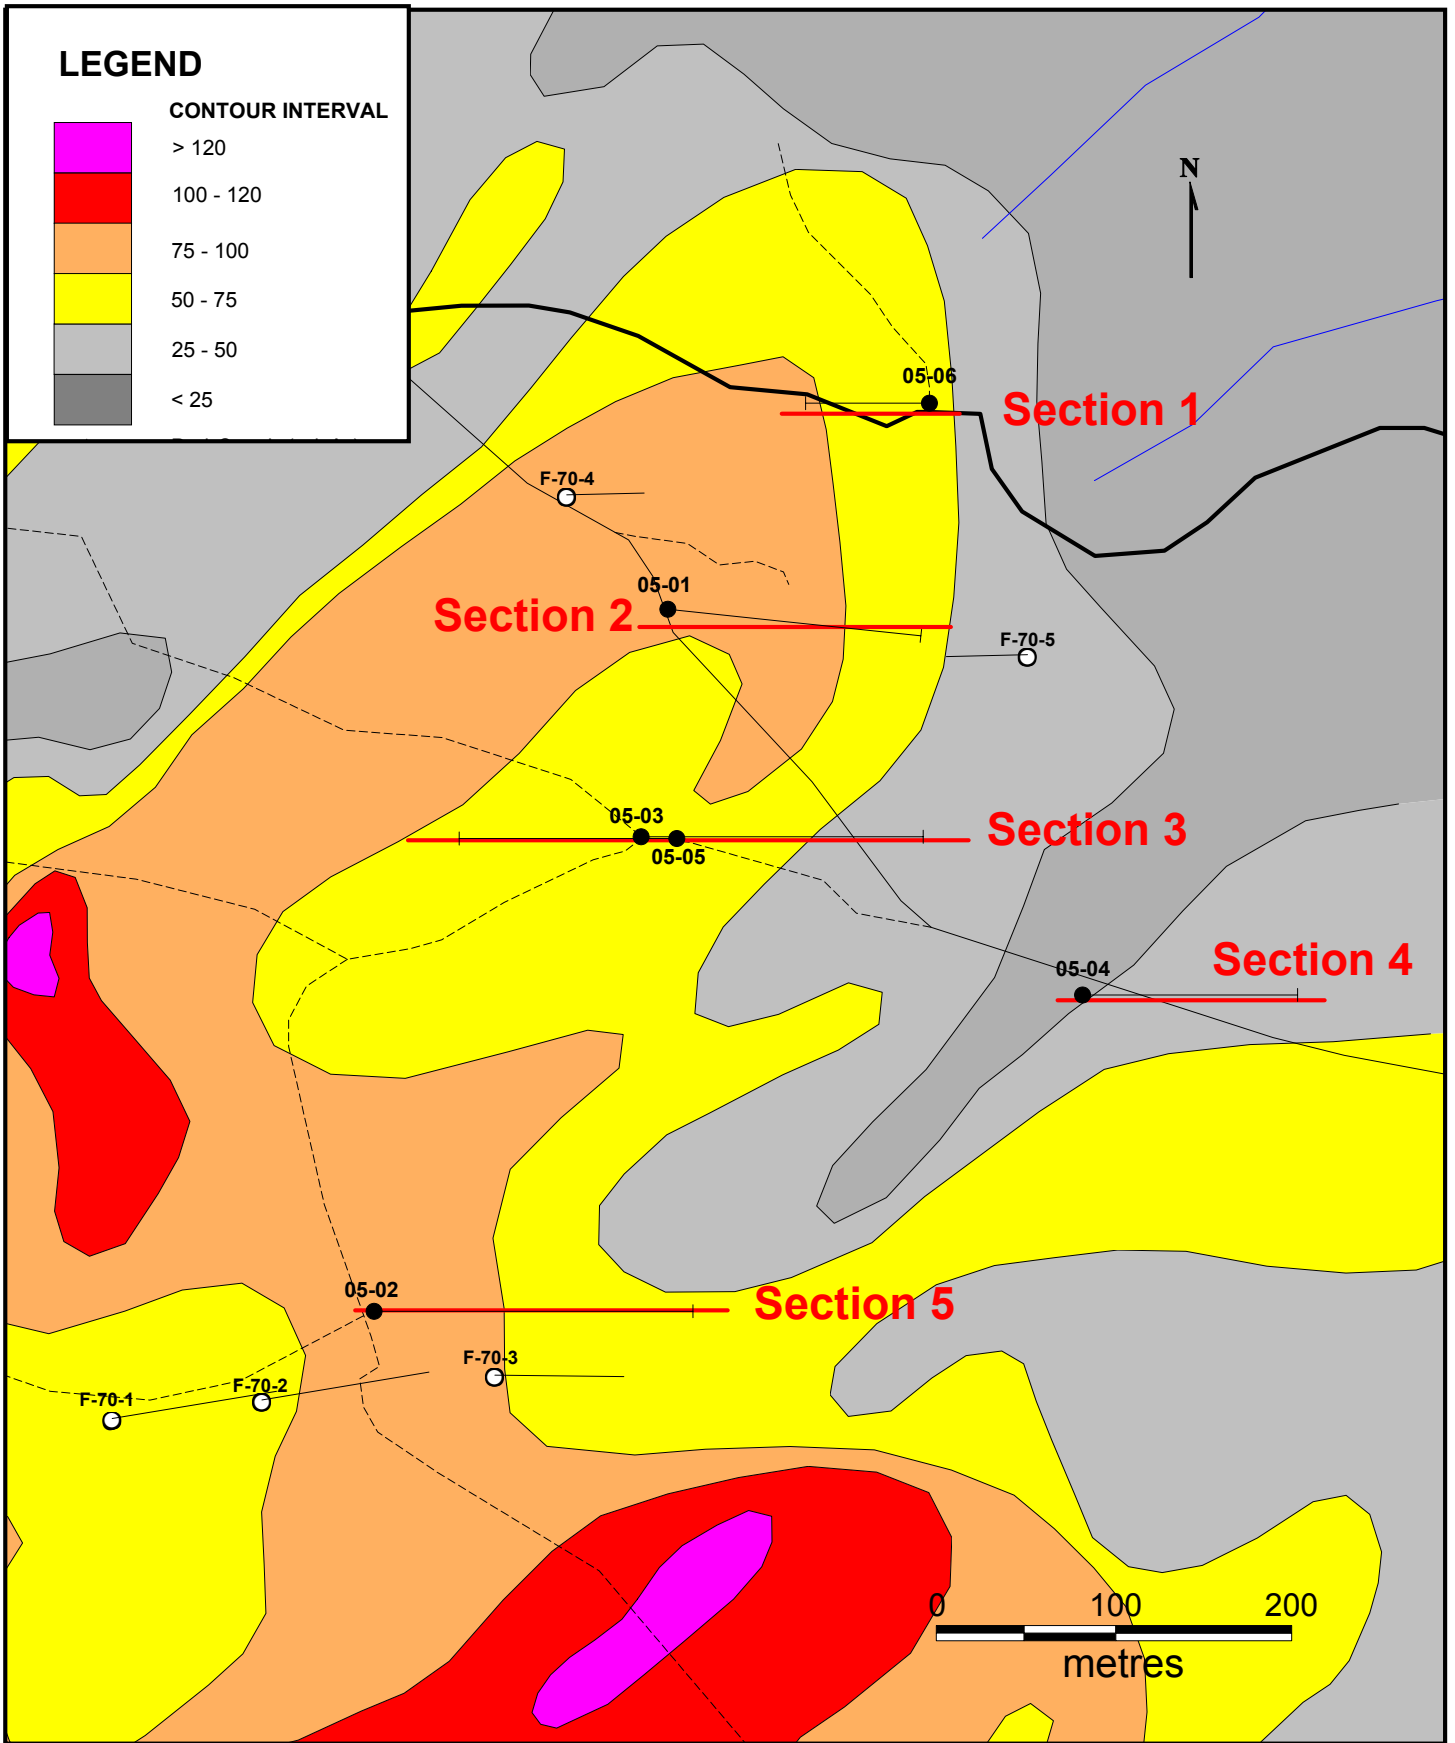 LEGEND
CONTOUR INTERVAL
> 120
100 - 120
75 - 100
50 - 75
25 - 50
< 25
N
05-06
Section 1
F-70-4
05-01
Section 2
F-70-5
05-03
Section 3
05-05
05-04
Section 4
05-02
Section 5
F-70-3
F-70-2
F-70-1
0 100 200
metres